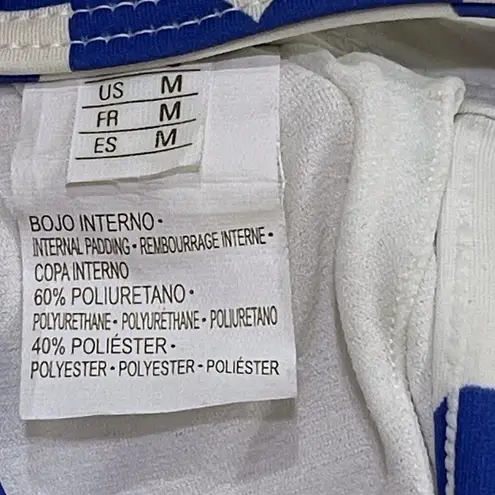 US M
FR M
ES M
BOJO INTERNO •
INTERNAL PADDING • REMBOURRAGE INTERNE •
COPA INTERNO
60% POLIURETANO •
POLYURETHANE • POLYURÉTHANE • POLIURETANO
40% POLIÉSTER •
POLYESTER • POLYESTER - POLIÉSTER